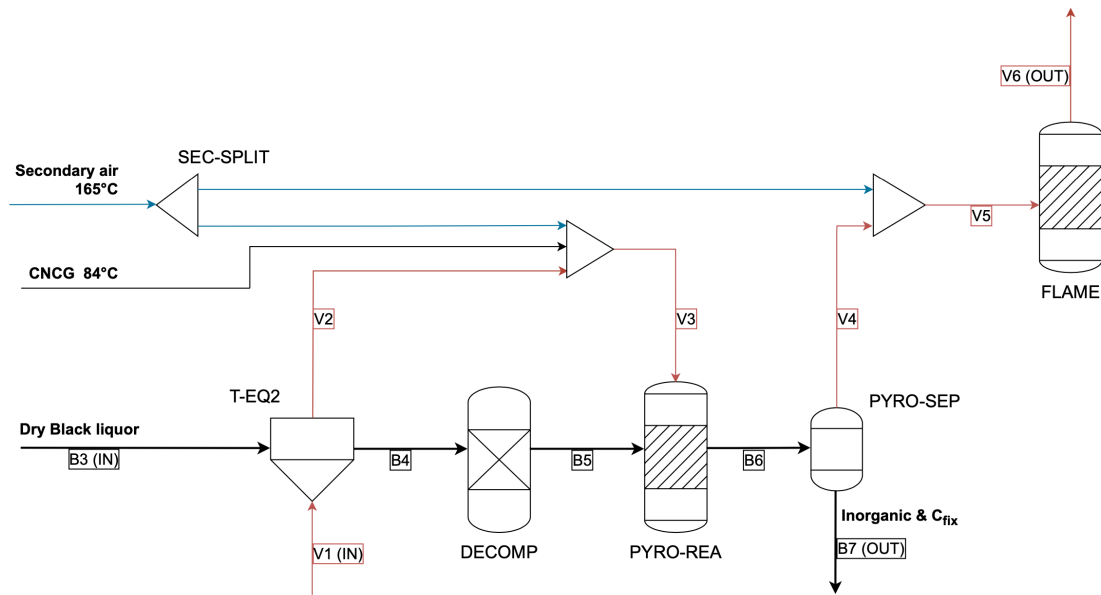 V6 (OUT)
SEC-SPLIT
Secondary air
165°C
V5
CNCG  84°C
FLAME
V2
V3
V4
T-EQ2
PYRO-SEP
Dry Black liquor
B3 (IN)
B4
B5
B6
Inorganic & Cfix
V1 (IN)
DECOMP
PYRO-REA
B7 (OUT)